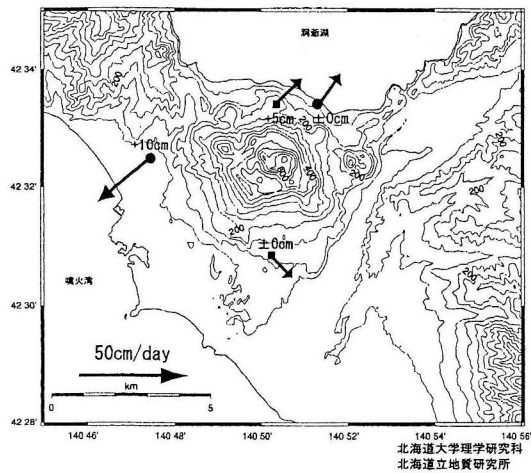 洞爺湖
42 34'
200
+5cm
±0cm
200
+10cm
400
42 32'
200
200
200
±0cm
42 30'
噴火湾
200
50cm/day
km
0
5
42 28'
140 46'
140 48'
140 50'
140 52'
140 54'
140 56'
北海道大学理学研究科
北海道立地質研究所